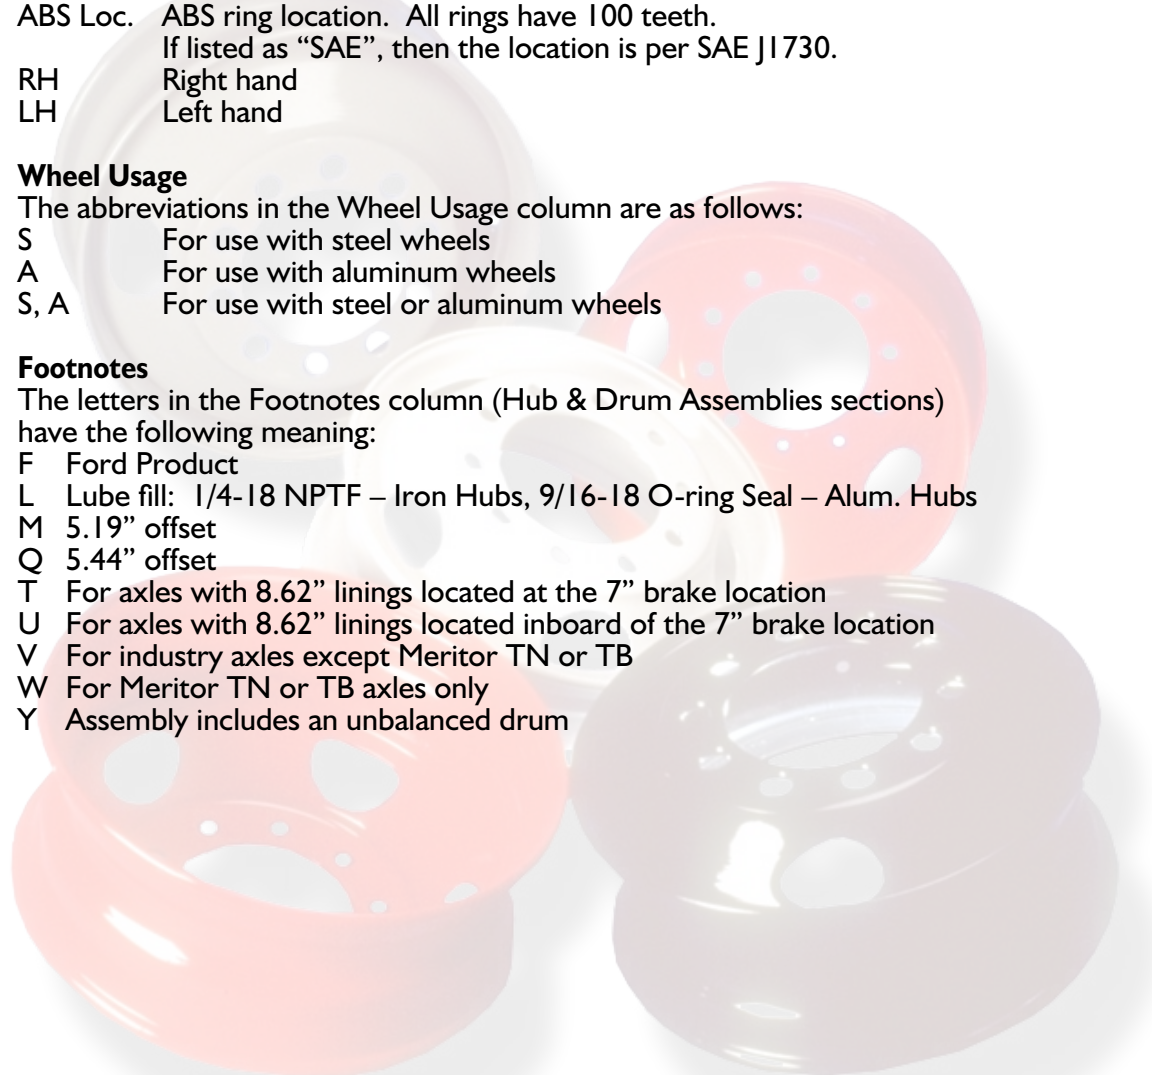 ABS Loc. ABS ring location. All rings have 100 teeth.
If listed as “SAE”, then the location is per SAE J1730.
RH Right hand
LH Left hand
Wheel Usage
The abbreviations in the Wheel Usage column are as follows:
S For use with steel wheels
A For use with aluminum wheels
S, A For use with steel or aluminum wheels
Footnotes
The letters in the Footnotes column (Hub & Drum Assemblies sections)
have the following meaning:
F Ford Product
L Lube fill: 1/4-18 NPTF – Iron Hubs, 9/16-18 O-ring Seal – Alum. Hubs
M 5.19” offset
Q 5.44” offset
T For axles with 8.62” linings located at the 7” brake location
U For axles with 8.62” linings located inboard of the 7” brake location
V For industry axles except Meritor TN or TB
W For Meritor TN or TB axles only
Y Assembly includes an unbalanced drum